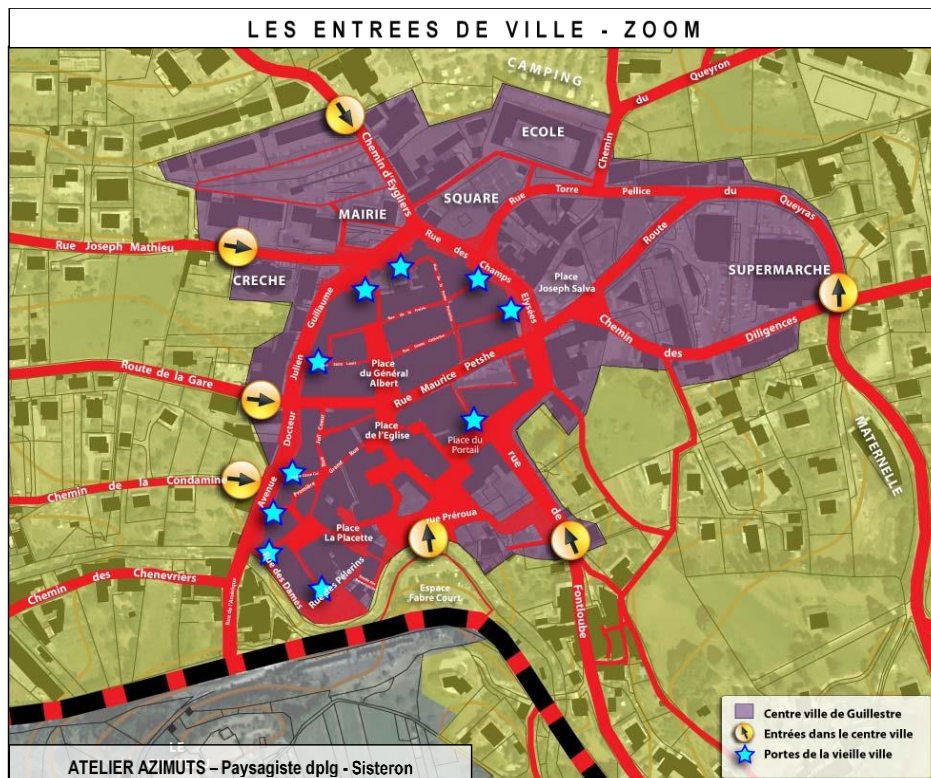 LES ENTREES DE VILLE - ZOOM
CAMPING
Chemin du Queyron
ECOLE
Chemin d'Eygliers
SQUARE
MAIRIE
Rue Torre Pellice du Queyras
Rue Joseph Mathieu
Rue des Champs Elysées
Route
CRECHE
Place
Joseph Salva
SUPERMARCHE
Avenue Docteur Julien Guillaume
Chemin des Diligences
Route de la Gare
Place
du Général
Albert
Rue Maurice Petshe
Place
de l'Eglise
Place du
Portail
MATERNELLE
Grand Rue
Chemin de la Condamine
Place
La Placette
rue Préroua
rue de Fontloube
Chemin des Chenevriers
Rue des Dames
Rue des Pélerins
Espace
Fabre Court
Centre ville de Guillestre
Entrées dans le centre ville
Portes de la vieille ville
LE
ATELIER AZIMUTS – Paysagiste dplg - Sisteron